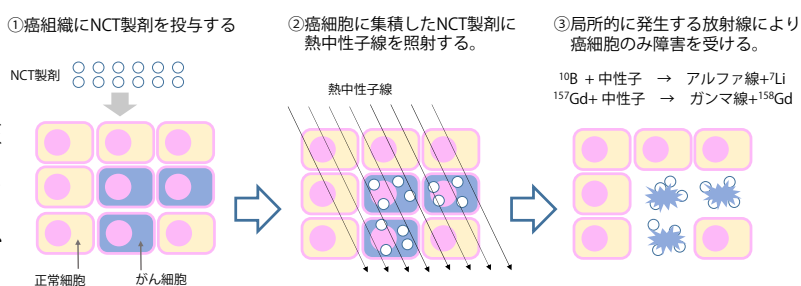 ①癌組織にNCT製剤を投与する
NCT製剤
正常細胞
がん細胞
②癌細胞に集積したNCT製剤に
熱中性子線を照射する。
熱中性子線
③局所的に発生する放射線により
癌細胞のみ障害を受ける。
¹⁰B + 中性子 → アルファ線+⁷Li
¹⁵⁷Gd+ 中性子 → ガンマ線+¹⁵⁸Gd